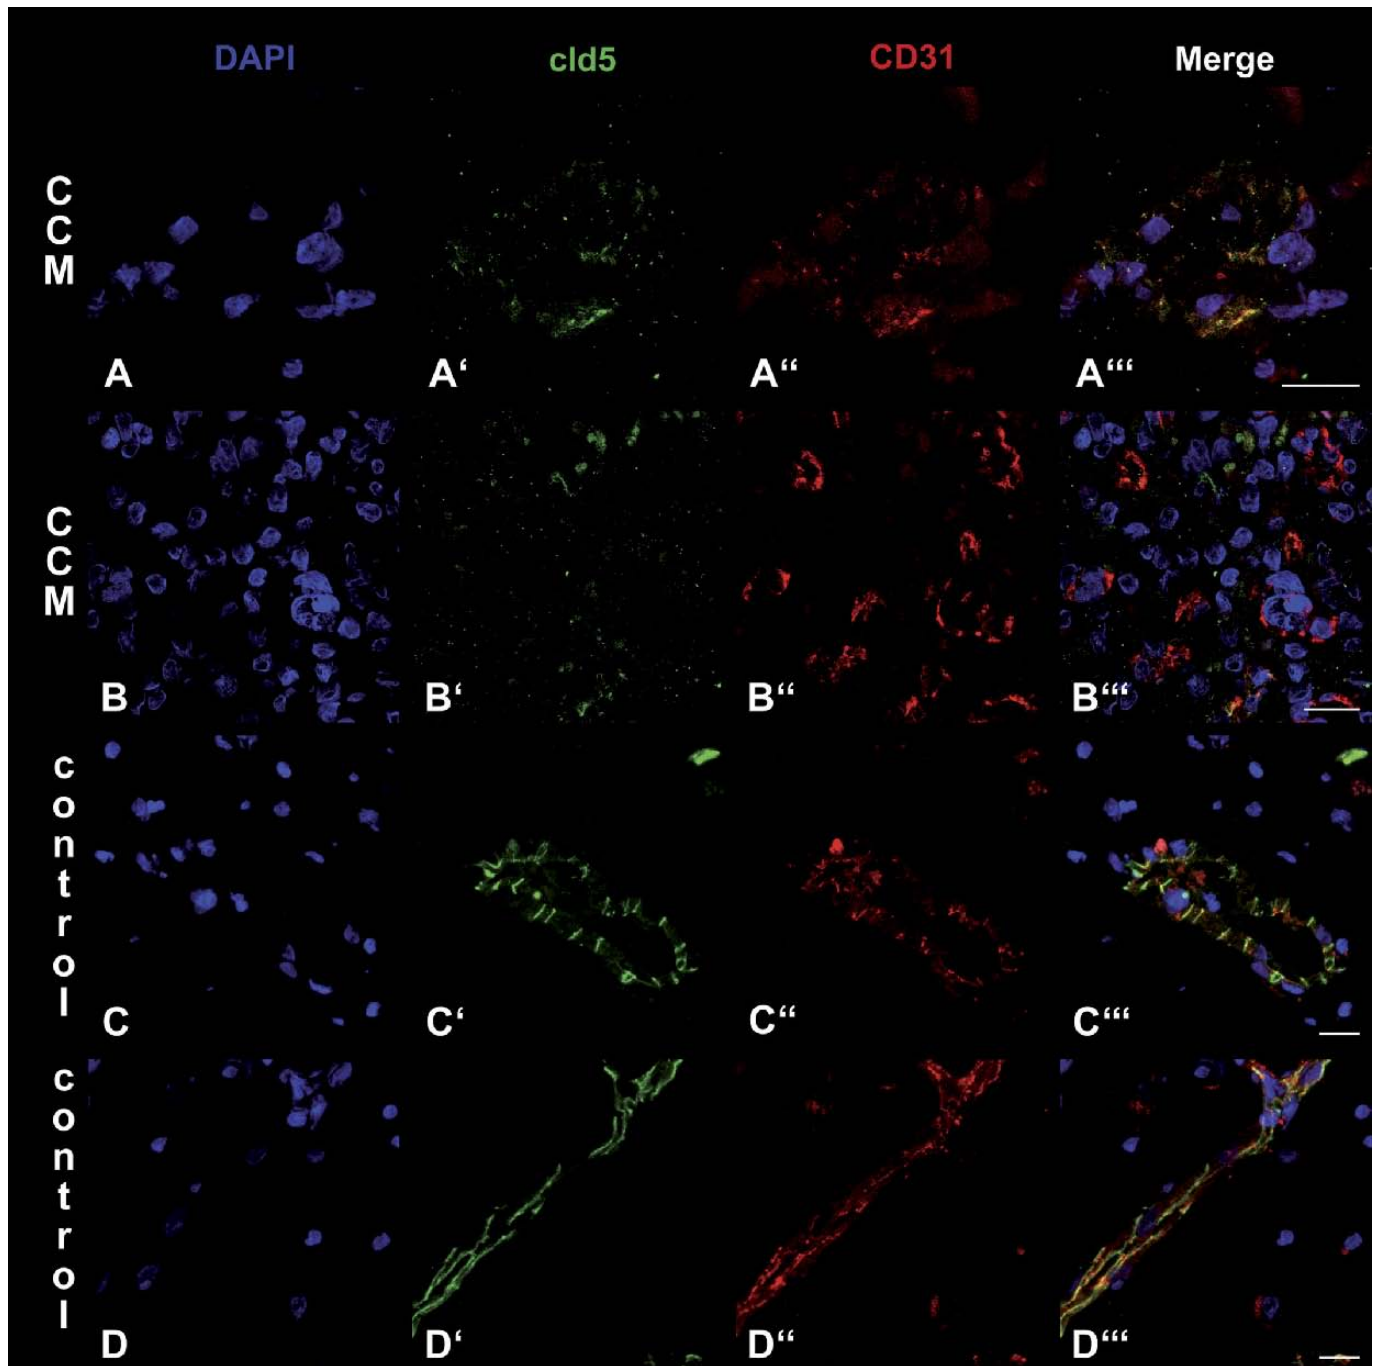 DAPI cld5 CD31 Merge
CCM
A A‘ A“ A“‘
CCM
B B‘ B“ B“‘
control
C C‘ C“ C“‘
control
D D‘ D“ D“‘